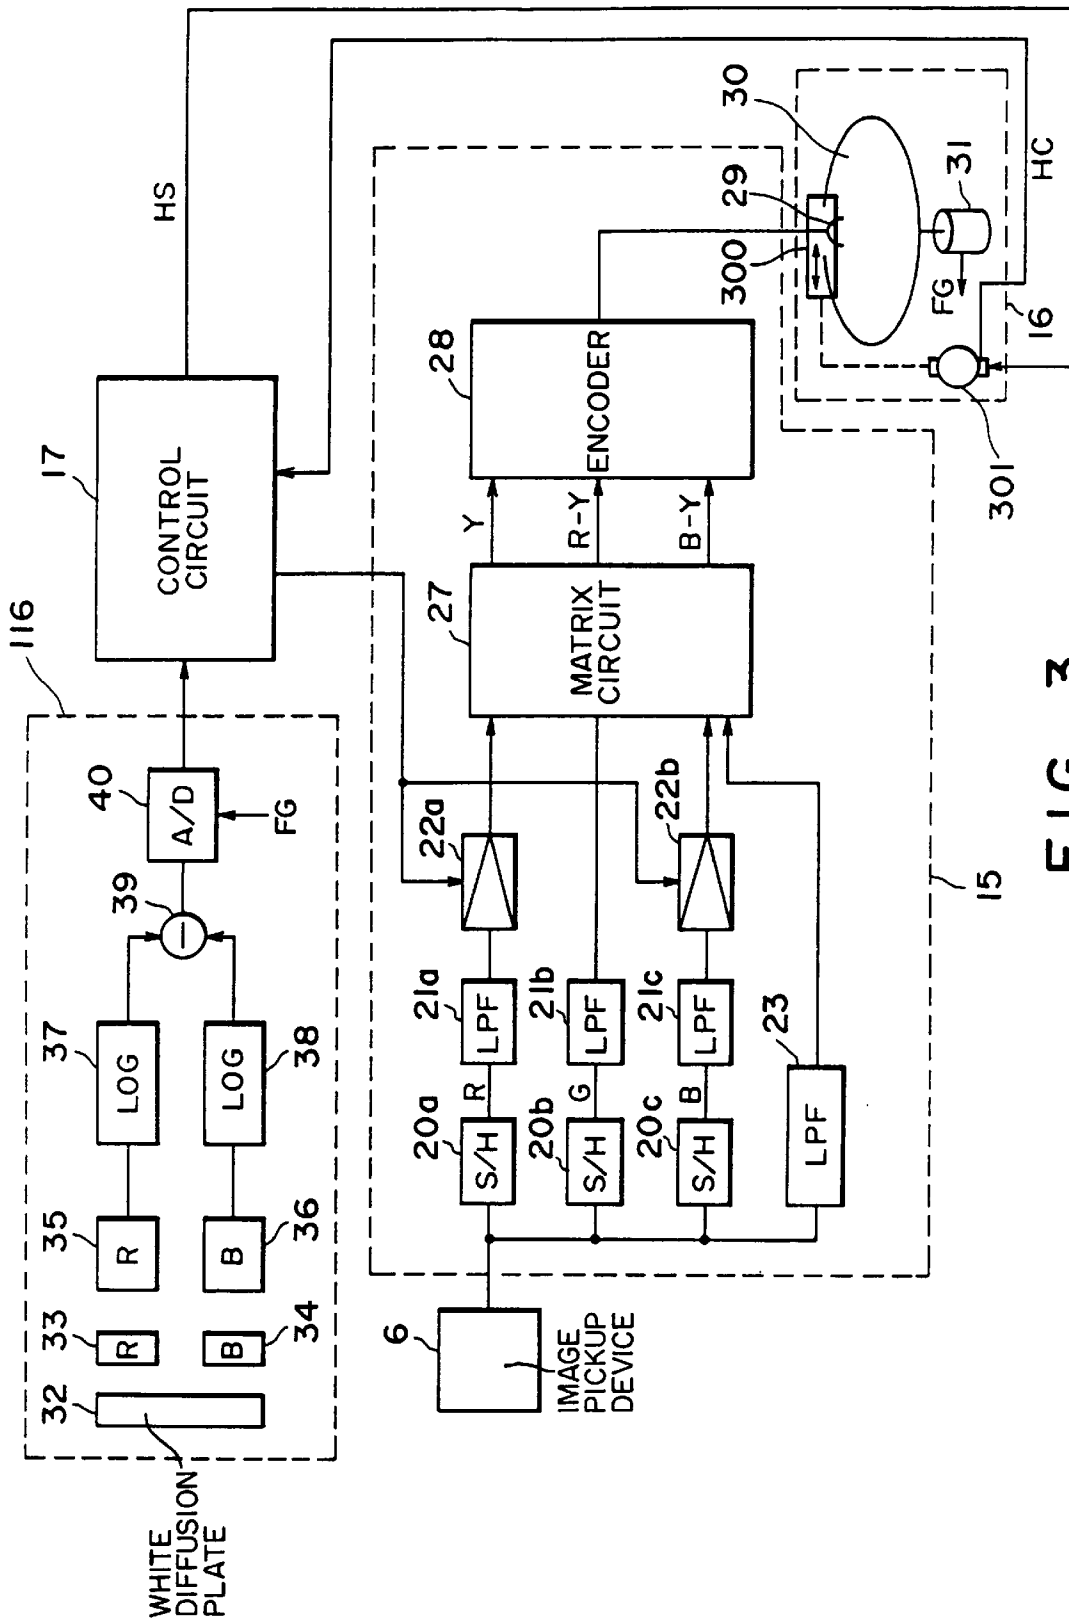 116
17
HS
WHITE
DIFFUSION
PLATE
32
33
R
35
R
37
LOG
39
40
A/D
CONTROL
CIRCUIT
34
B
36
B
38
LOG
FG
6
IMAGE
PICKUP
DEVICE
20a
S/H
R
21a
LPF
22a
27
MATRIX
CIRCUIT
Y
R-Y
B-Y
28
ENCODER
20b
S/H
G
21b
LPF
20c
S/H
B
21c
LPF
22b
23
LPF
300
29
30
31
FG
16
HC
301
15
FIG. 3